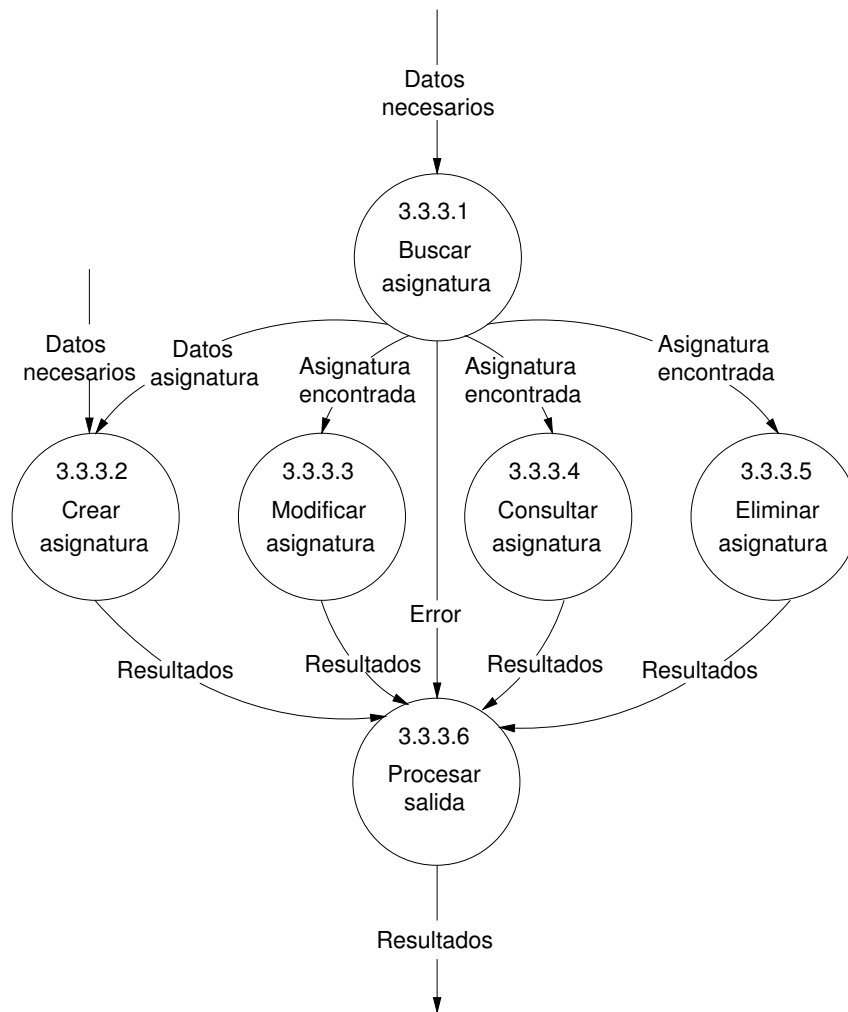 Datos
necesarios
3.3.3.1
Buscar
asignatura
Datos
necesarios
Datos
asignatura
Asignatura
encontrada
Asignatura
encontrada
Asignatura
encontrada
3.3.3.2
Crear
asignatura
3.3.3.3
Modificar
asignatura
3.3.3.4
Consultar
asignatura
3.3.3.5
Eliminar
asignatura
Error
Resultados
Resultados
Resultados
Resultados
3.3.3.6
Procesar
salida
Resultados